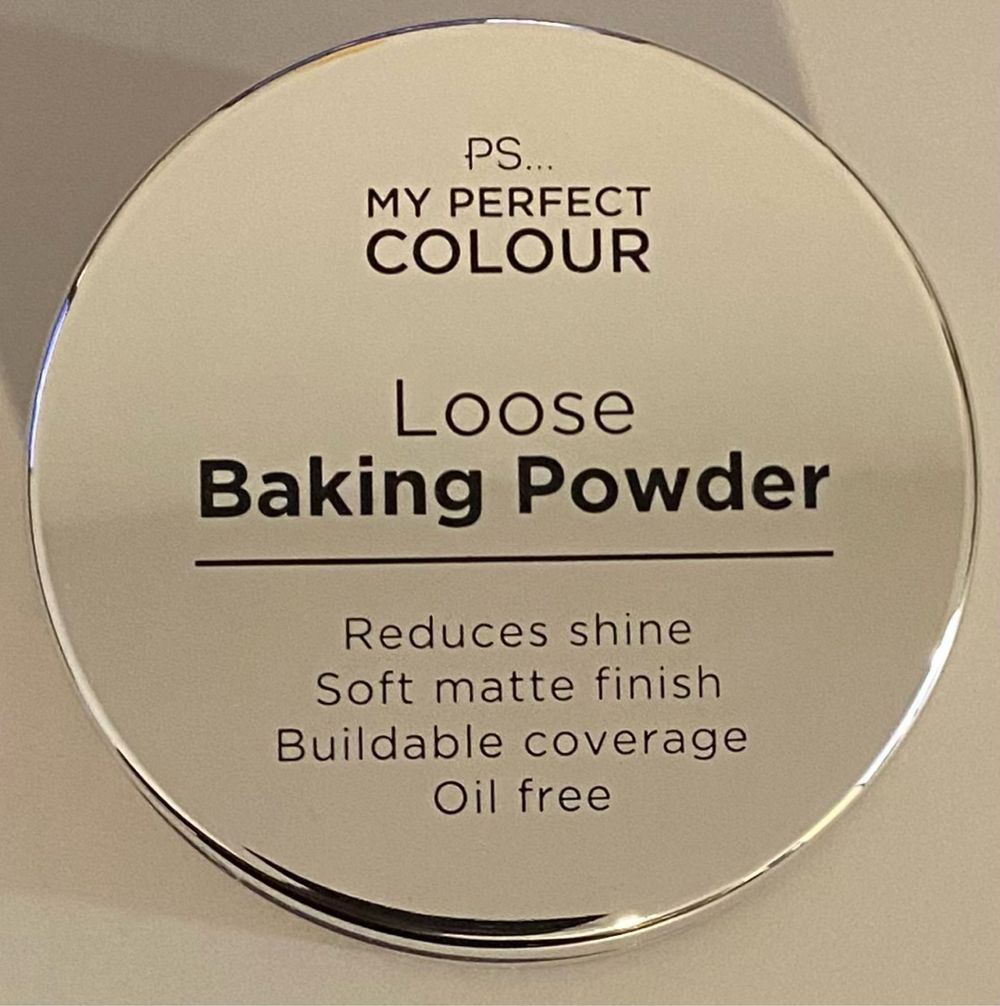 PS...
MY PERFECT
COLOUR
Loose
Baking Powder
Reduces shine
Soft matte finish
Buildable coverage
Oil free